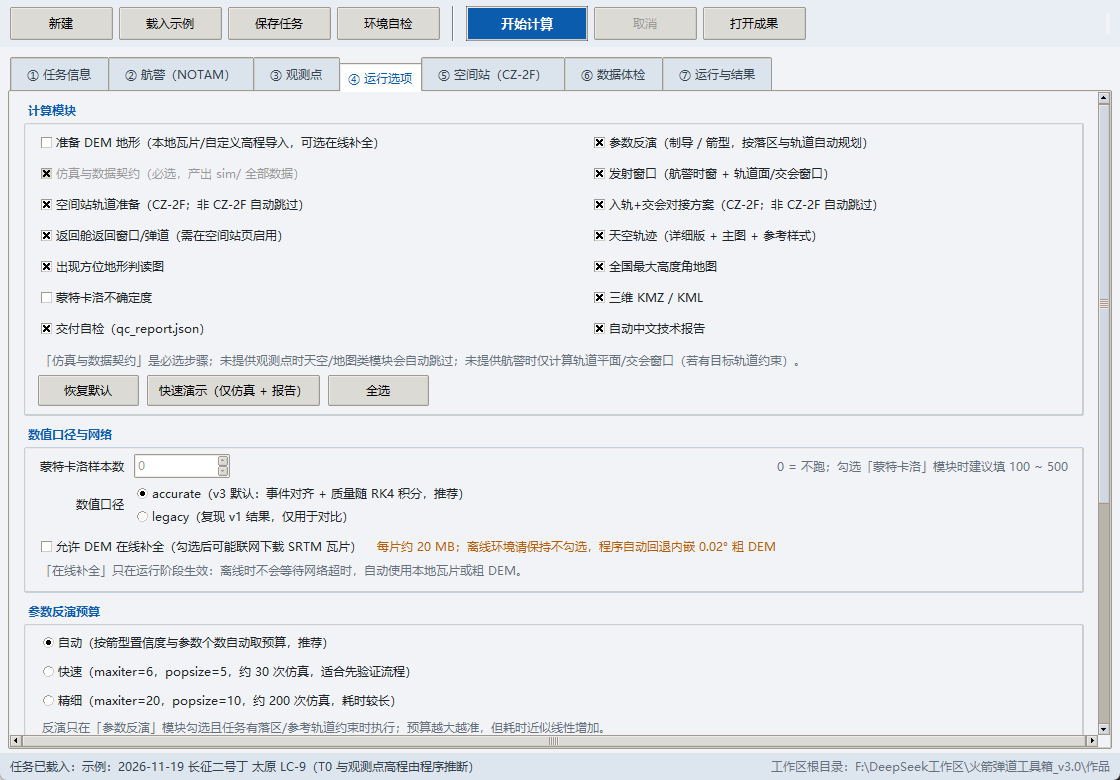 新建 载入示例 保存任务 环境自检 开始计算 取消 打开成果
① 任务信息 ② 航警（NOTAM） ③ 观测点 ④ 运行选项 ⑤ 空间站（CZ-2F） ⑥ 数据体检 ⑦ 运行与结果
计算模块
准备 DEM 地形（本地瓦片/自定义高程导入，可选在线补全） 参数反演（制导 / 箭型，按落区与轨道自动规划）
仿真与数据契约（必选，产出 sim/ 全部数据） 发射窗口（航警时窗 + 轨道面/交会窗口）
空间站轨道准备（CZ-2F；非 CZ-2F 自动跳过） 入轨+交会对接方案（CZ-2F；非 CZ-2F 自动跳过）
返回舱返回窗口/弹道（需在空间站页启用） 天空轨迹（详细版 + 主图 + 参考样式）
出现方位地形判读图 全国最大高度角地图
蒙特卡洛不确定度 三维 KMZ / KML
交付自检（qc_report.json） 自动中文技术报告
「仿真与数据契约」是必选步骤；未提供观测点时天空/地图类模块会自动跳过；未提供航警时仅计算轨道平面/交会窗口（若有目标轨道约束）。
恢复默认 快速演示（仅仿真 + 报告） 全选
数值口径与网络
蒙特卡洛样本数 0 0 = 不跑；勾选「蒙特卡洛」模块时建议填 100 ~ 500
数值口径 accurate（v3 默认：事件对齐 + 质量随 RK4 积分，推荐）
legacy（复现 v1 结果，仅用于对比）
允许 DEM 在线补全（勾选后可能联网下载 SRTM 瓦片） 每片约 20 MB；离线环境请保持不勾选，程序自动回退内嵌 0.02° 粗 DEM
「在线补全」只在运行阶段生效：离线时不会等待网络超时，自动使用本地瓦片或粗 DEM。
参数反演预算
自动（按箭型置信度与参数个数自动取预算，推荐）
快速（maxiter=6，popsize=5，约 30 次仿真，适合先验证流程）
精细（maxiter=20，popsize=10，约 200 次仿真，耗时较长）
反演只在「参数反演」模块勾选且任务有落区/参考轨道约束时执行；预算越大越准，但耗时近似线性增加。
任务已载入：示例：2026-11-19 长征二号丁 太原 LC-9（T0 与观测点高程由程序推断） 工作区根目录：F:\DeepSeek工作区\火箭弹道工具箱_v3.0\作品